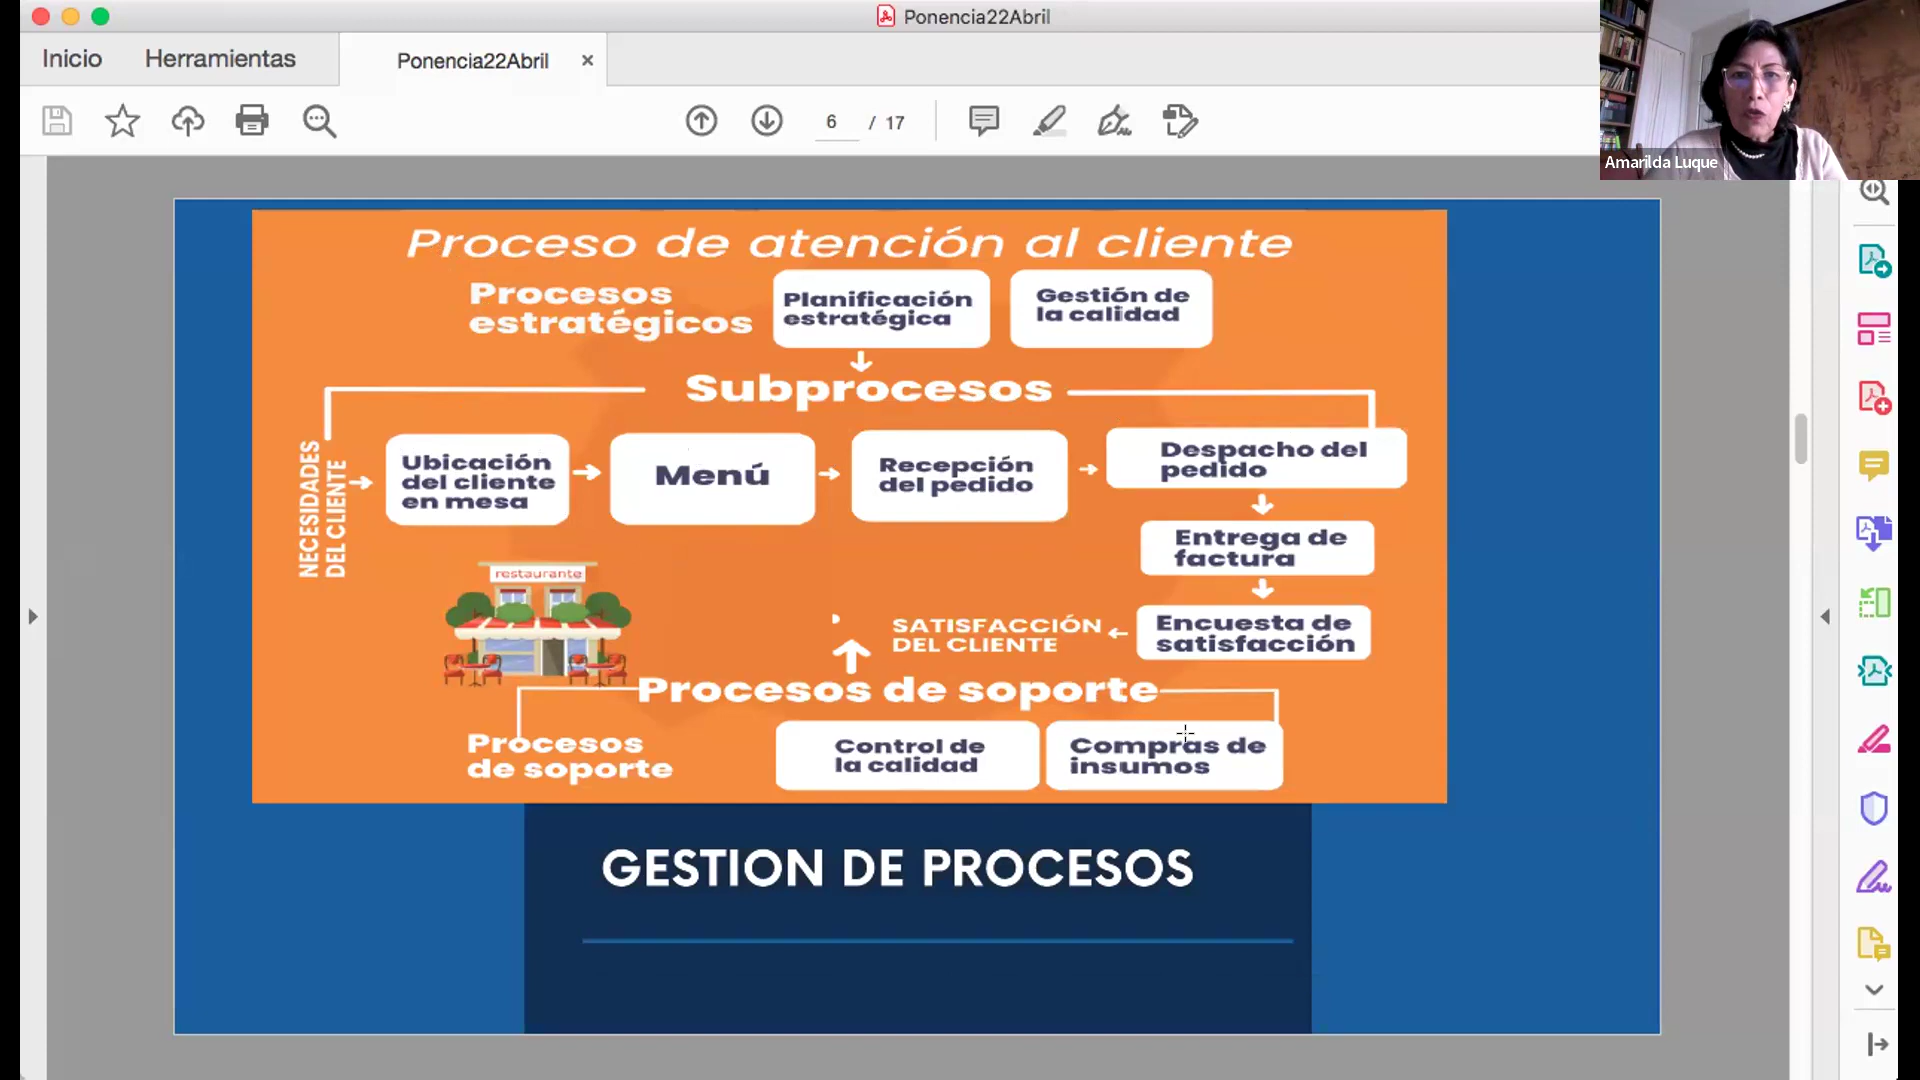 Ponencia22Abril
Inicio
Herramientas
Ponencia22Abril
6 / 17
Amarilda Luque
Proceso de atención al cliente
Procesos
estratégicos
Planificación
estratégica
Gestión de
la calidad
Subprocesos
NECESIDADES
DEL CLIENTE
Ubicación
del cliente
en mesa
Menú
Recepción
del pedido
Despacho del
pedido
Entrega de
factura
Encuesta de
satisfacción
SATISFACCIÓN
DEL CLIENTE
restaurante
Procesos de soporte
Procesos
de soporte
Control de
la calidad
Compras de
insumos
GESTION DE PROCESOS